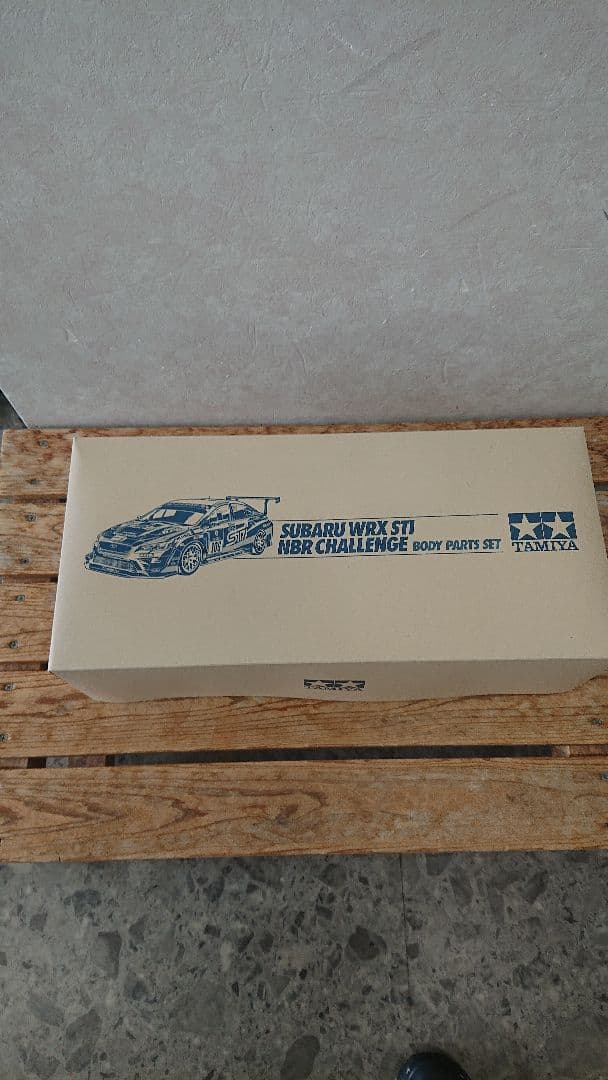 SUBARU WRX STI
NBR CHALLENGE BODY PARTS SET
TAMIYA
TAMIYA